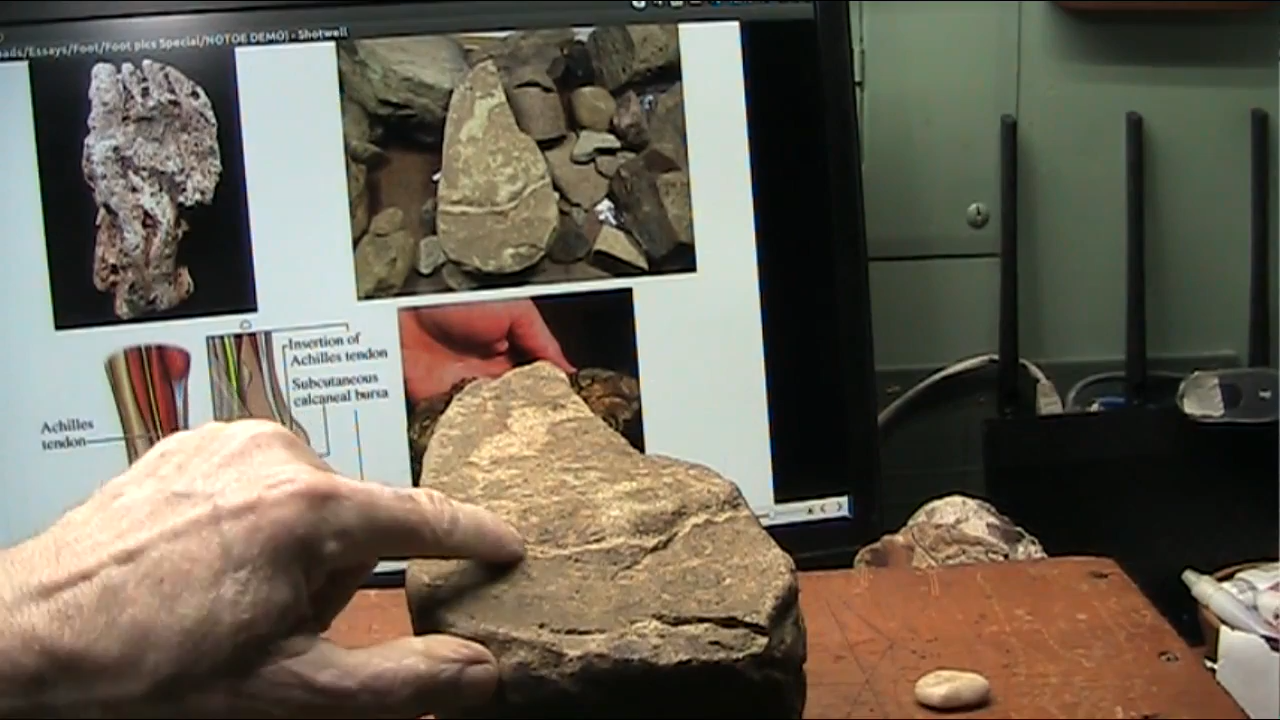 ads/Essays/Foot/Foot pics Special/NOTOE DEMO) - Shotwell
Insertion of
Achilles tendon
Subcutaneous
calcaneal bursa
Achilles
tendon